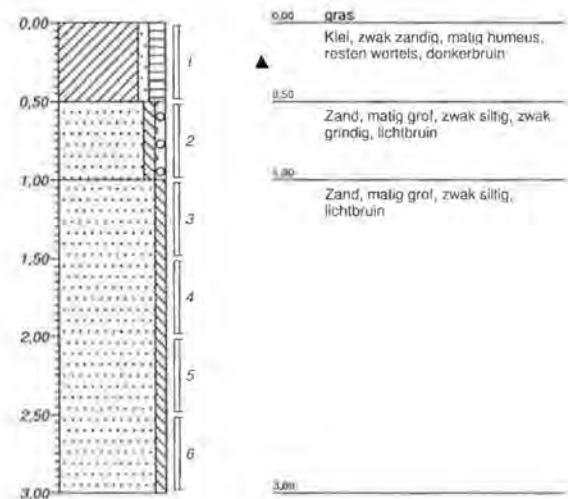 0,00
0,50
1,00
1,50
2,00
2,50
3,00
1
2
3
4
5
6
0,00 gras
Klei, zwak zandig, matig humeus,
resten wortels, donkerbruin
0,50
Zand, matig grof, zwak siltig, zwak
grindig, lichtbruin
1,00
Zand, matig grof, zwak siltig,
lichtbruin
3,00